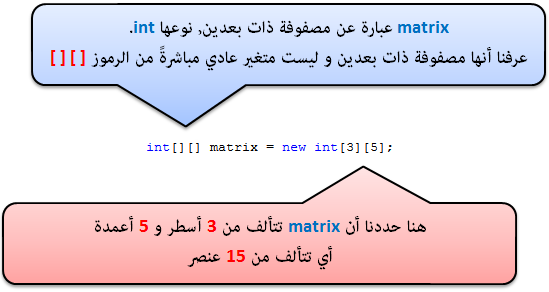 matrix عبارة عن مصفوفة ذات بعدين, نوعها int.
عرفنا أنها مصفوفة ذات بعدين و ليست متغير عادي مباشرةً من الرموز [ ] [ ]
int[][] matrix = new int[3][5];
هنا حددنا أن matrix تتألف من 3 أسطر و 5 أعمدة
أي تتألف من 15 عنصر